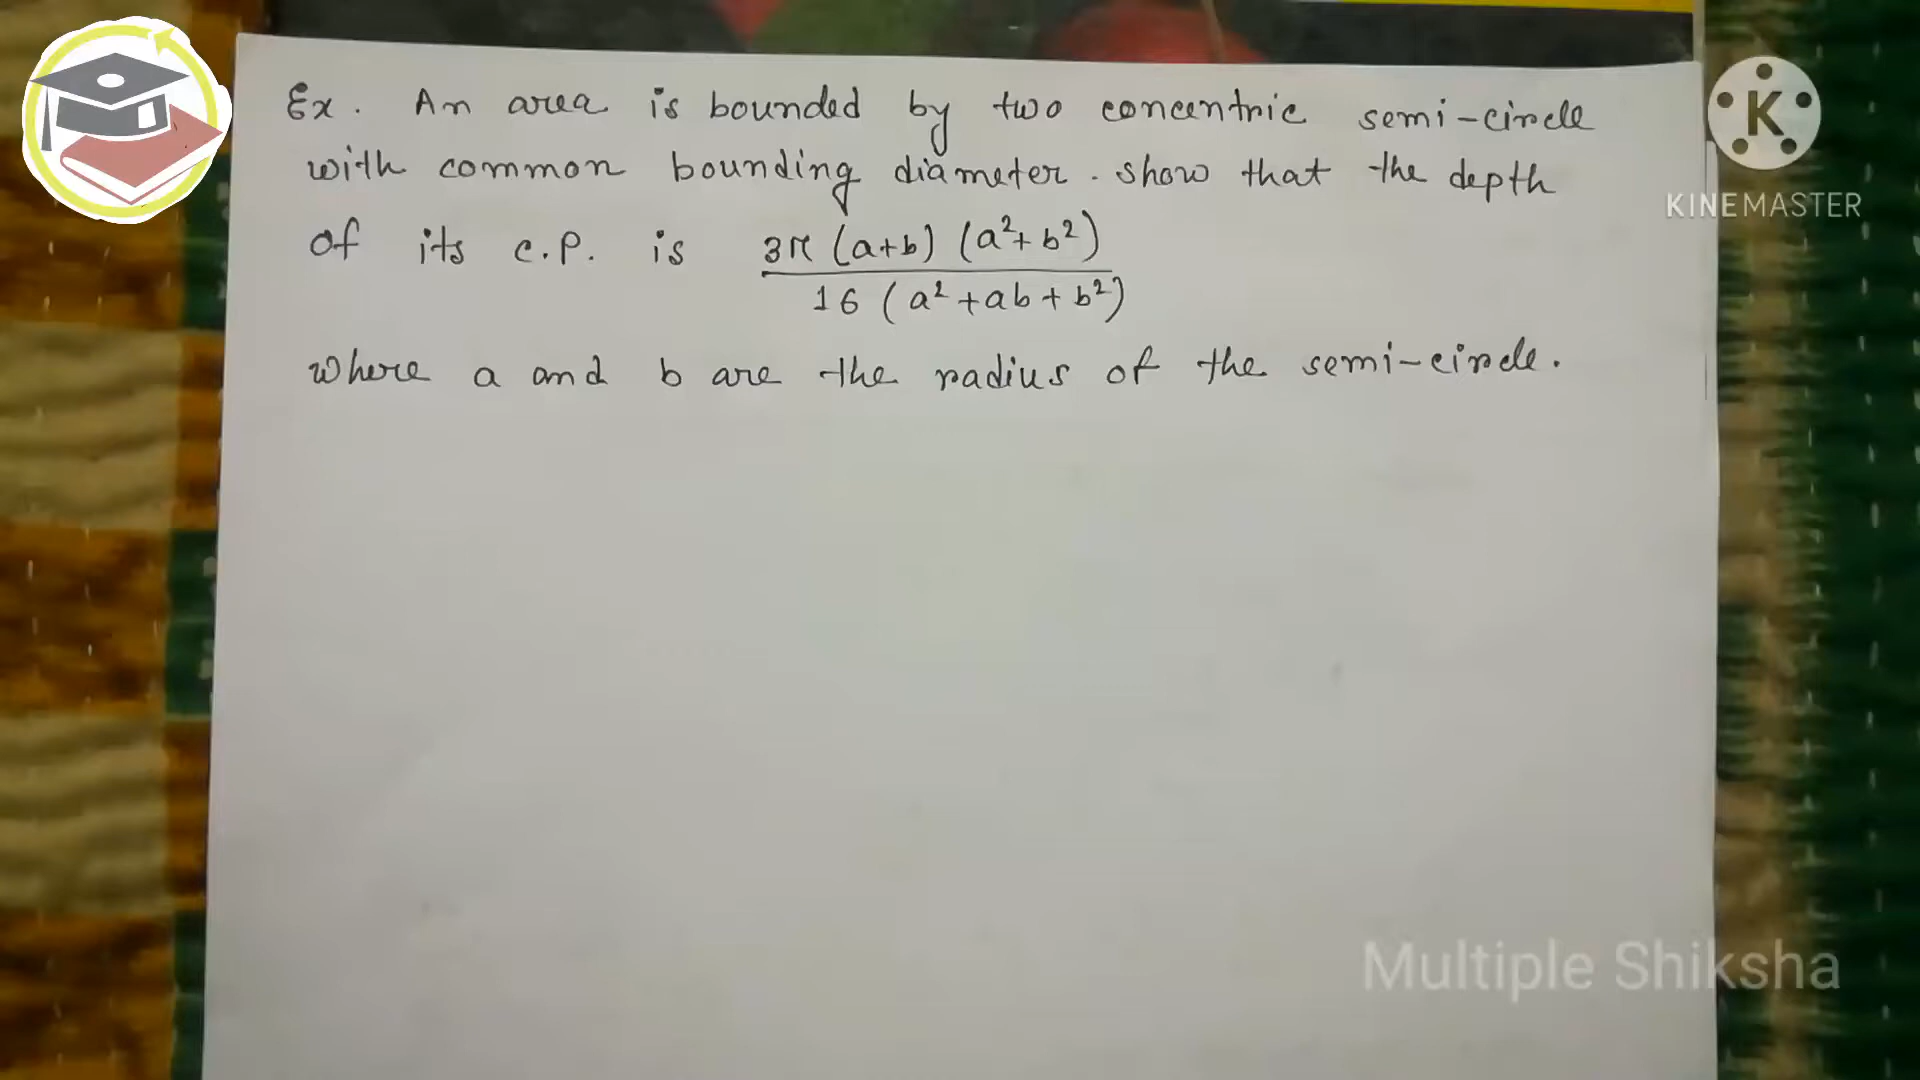 Ex. An area is bounded by two concentric semi-circle
with common bounding diameter. show that the depth
of its c.p. is 3π (a+b) (a²+b²)
16 (a²+ab+b²)
where a and b are the radius of the semi-circle.
K
KINEMASTER
Multiple Shiksha